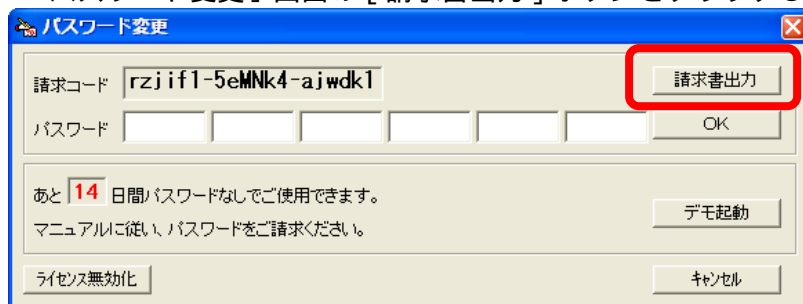 パスワード変更
請求コード rzjif1-5eMNk4-ajwdk1 請求書出力
パスワード OK
あと 14 日間パスワードなしでご使用できます。
マニュアルに従い、パスワードをご請求ください。
デモ起動
ライセンス無効化 キャンセル